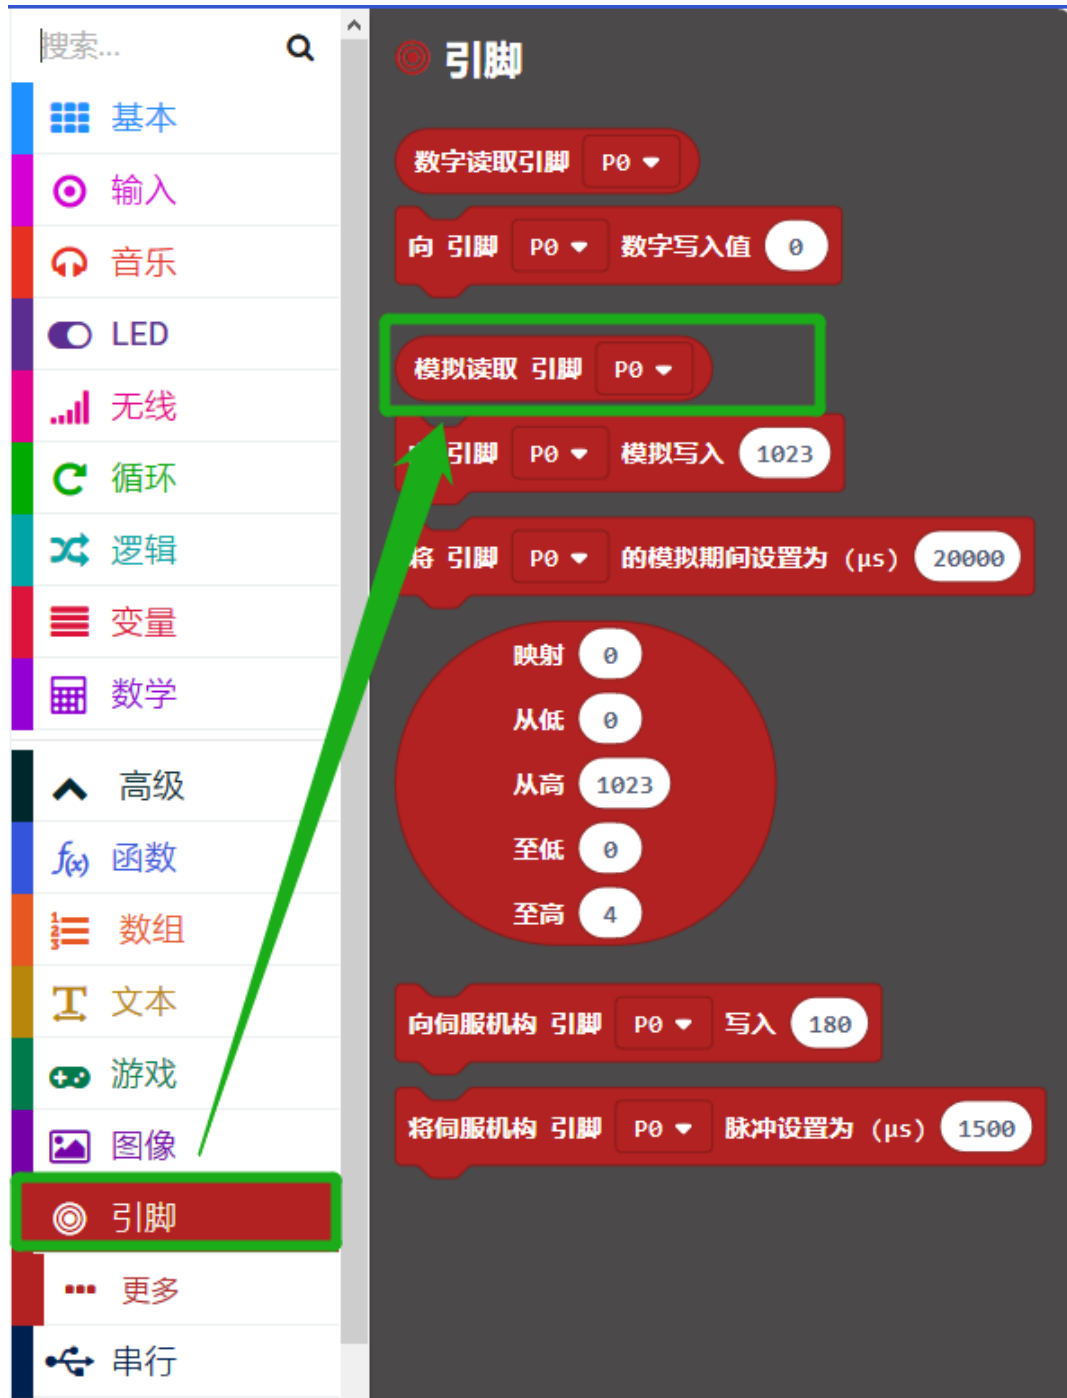 搜索...
基本
输入
音乐
LED
无线
循环
逻辑
变量
数学
高级
f(x) 函数
数组
文本
游戏
图像
引脚
更多
串行
引脚
数字读取引脚 P0
向 引脚 P0 数字写入值 0
模拟读取 引脚 P0
引脚 P0 模拟写入 1023
将 引脚 P0 的模拟期间设置为 (µs) 20000
映射 0
从低 0
从高 1023
至低 0
至高 4
向伺服机构 引脚 P0 写入 180
将伺服机构 引脚 P0 脉冲设置为 (µs) 1500